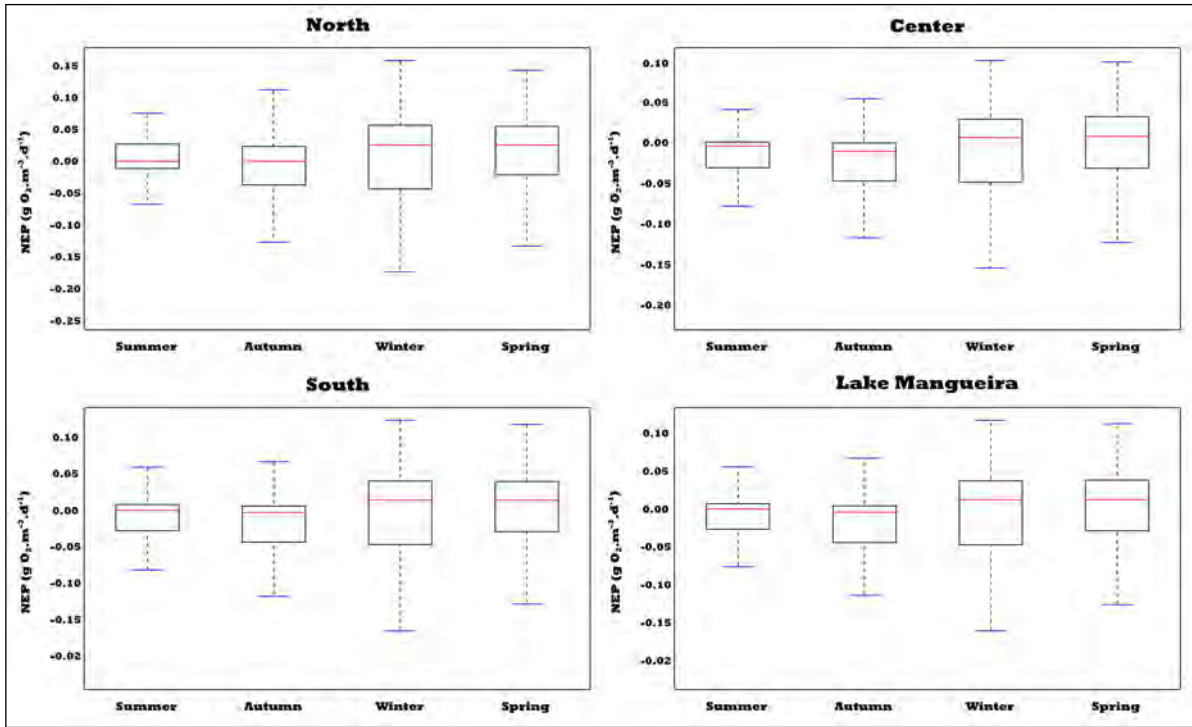 North
0.15
0.10
0.05
0.00
-0.05
-0.10
-0.15
-0.20
-0.25
NEP (g O₂.m⁻³.d⁻¹)
Summer Autumn Winter Spring
Center
0.10
0.05
0.00
-0.05
-0.10
-0.15
-0.20
NEP (g O₂.m⁻³.d⁻¹)
Summer Autumn Winter Spring
South
0.10
0.05
0.00
-0.05
-0.10
-0.15
-0.02
NEP (g O₂.m⁻³.d⁻¹)
Summer Autumn Winter Spring
Lake Mangueira
0.10
0.05
0.00
-0.05
-0.10
-0.15
-0.02
NEP (g O₂.m⁻³.d⁻¹)
Summer Autumn Winter Spring